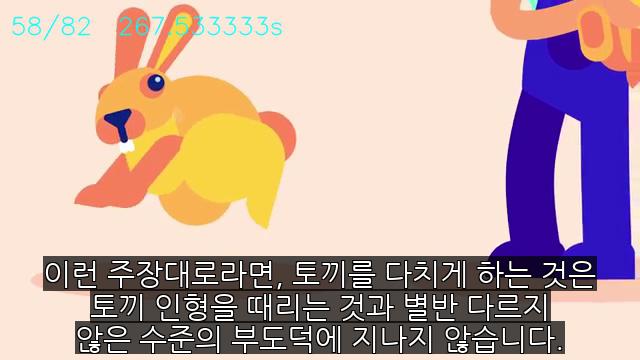 58/82 267.533333s
이런 주장대로라면, 토끼를 다치게 하는 것은
토끼 인형을 때리는 것과 별반 다르지
않은 수준의 부도덕에 지나지 않습니다.